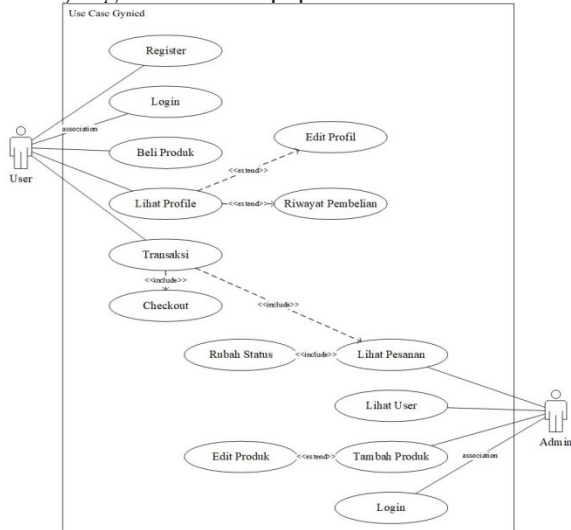 Use Case Gynied
Register
Login
association
Beli Produk
User
Edit Profil
<<extend>>
Lihat Profile
<<extend>>
Riwayat Pembelian
Transaksi
<<include>>
Checkout
<<include>>
Rubah Status
<<include>>
Lihat Pesanan
Lihat User
Admin
Edit Produk
<<extend>>
Tambah Produk
association
Login